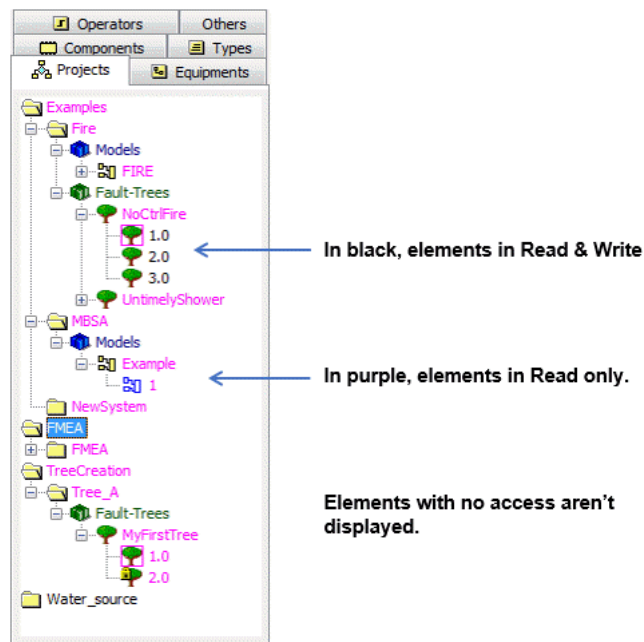 Operators
Others
Components
Types
Projects
Equipments
Examples
Fire
Models
FIRE
Fault-Trees
NoCtrlFire
1.0
2.0
3.0
UntimelyShower
MBSA
Models
Example
1
NewSystem
FMEA
FMEA
TreeCreation
Tree_A
Fault-Trees
MyFirstTree
1.0
2.0
Water_source
In black, elements in Read & Write
In purple, elements in Read only.
Elements with no access aren't
displayed.